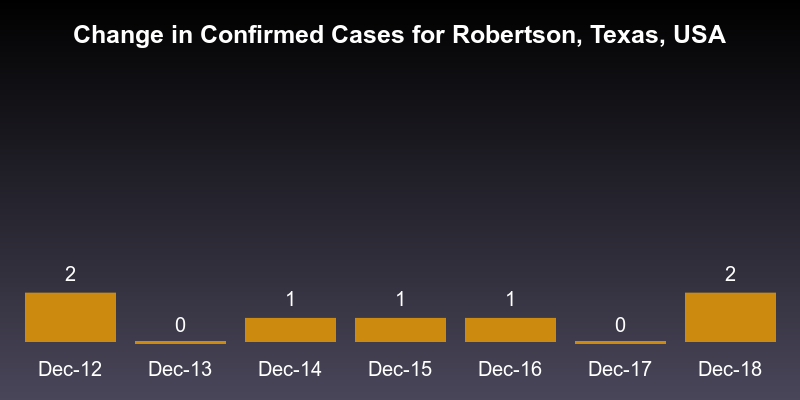 Change in Confirmed Cases for Robertson, Texas, USA
2 0 1 1 1 0 2
Dec-12 Dec-13 Dec-14 Dec-15 Dec-16 Dec-17 Dec-18